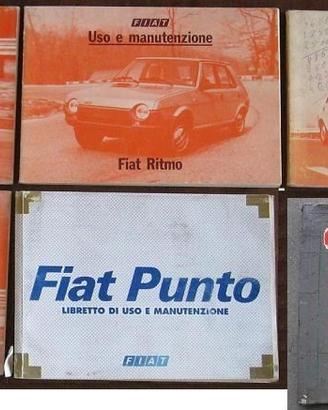 FIAT
Uso e manutenzione
Fiat Ritmo
Fiat Punto
LIBRETTO DI USO E MANUTENZIONE
FIAT